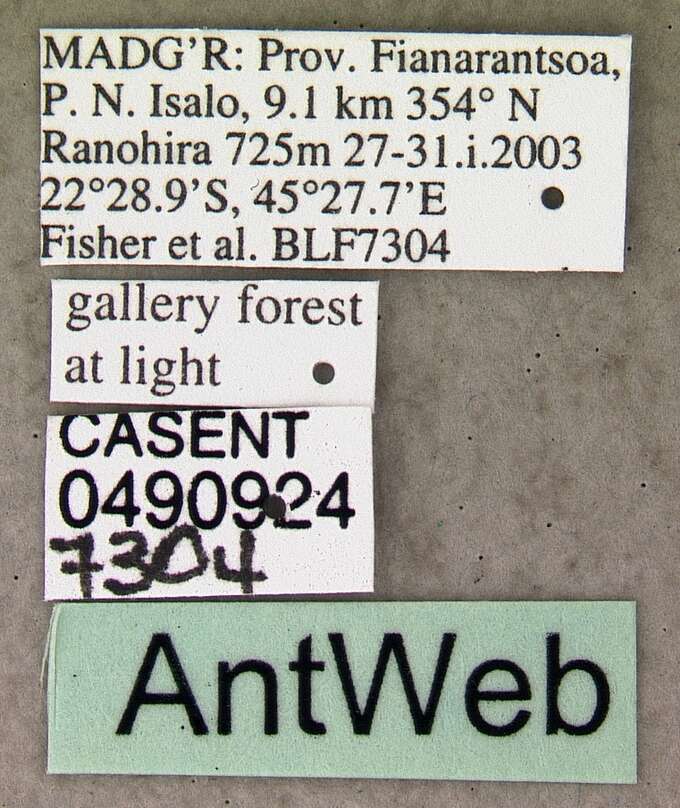 MADG'R: Prov. Fianarantsoa,
P. N. Isalo, 9.1 km 354° N
Ranohira 725m 27-31.i.2003
22°28.9'S, 45°27.7'E
Fisher et al. BLF7304
gallery forest
at light
CASENT
0490924
7304
AntWeb